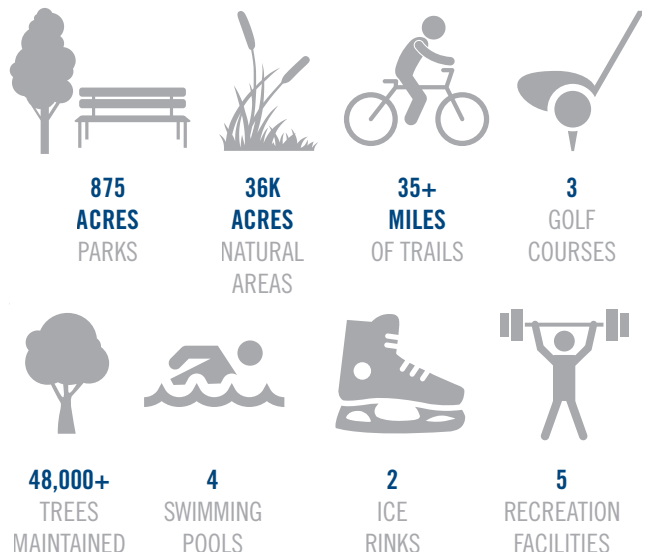 875
ACRES
PARKS
36K
ACRES
NATURAL
AREAS
35+
MILES
OF TRAILS
3
GOLF
COURSES
48,000+
TREES
MAINTAINED
4
SWIMMING
POOLS
2
ICE
RINKS
5
RECREATION
FACILITIES